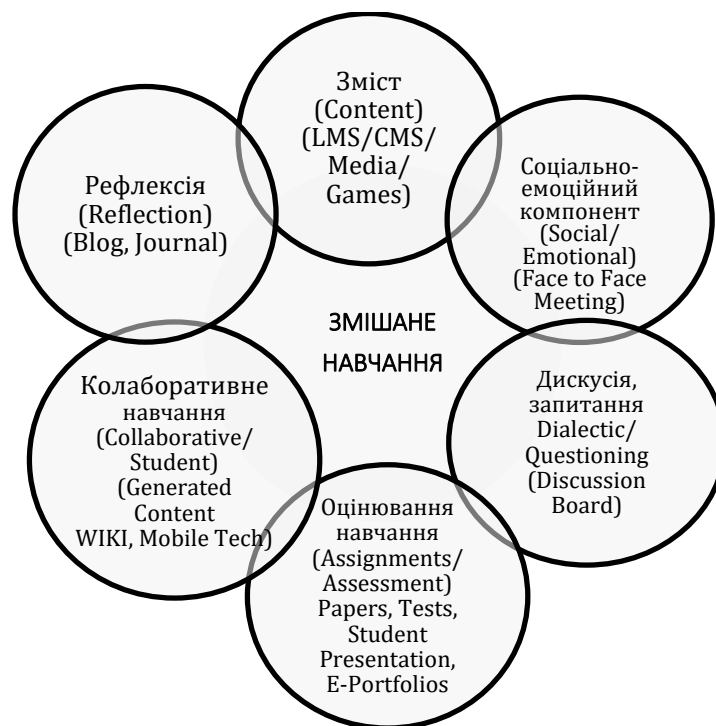 Зміст
(Content)
(LMS/CMS/
Media/
Games)
Соціально-
емоційний
компонент
(Social/
Emotional)
(Face to Face
Meeting)
Рефлексія
(Reflection)
(Blog, Journal)
ЗМІШАНЕ
НАВЧАННЯ
Дискусія,
запитання
Dialectic/
Questioning
(Discussion
Board)
Колаборативне
навчання
(Collaborative/
Student)
(Generated
Content
WIKI, Mobile Tech)
Оцінювання
навчання
(Assignments/
Assessment)
Papers, Tests,
Student
Presentation,
E-Portfolios